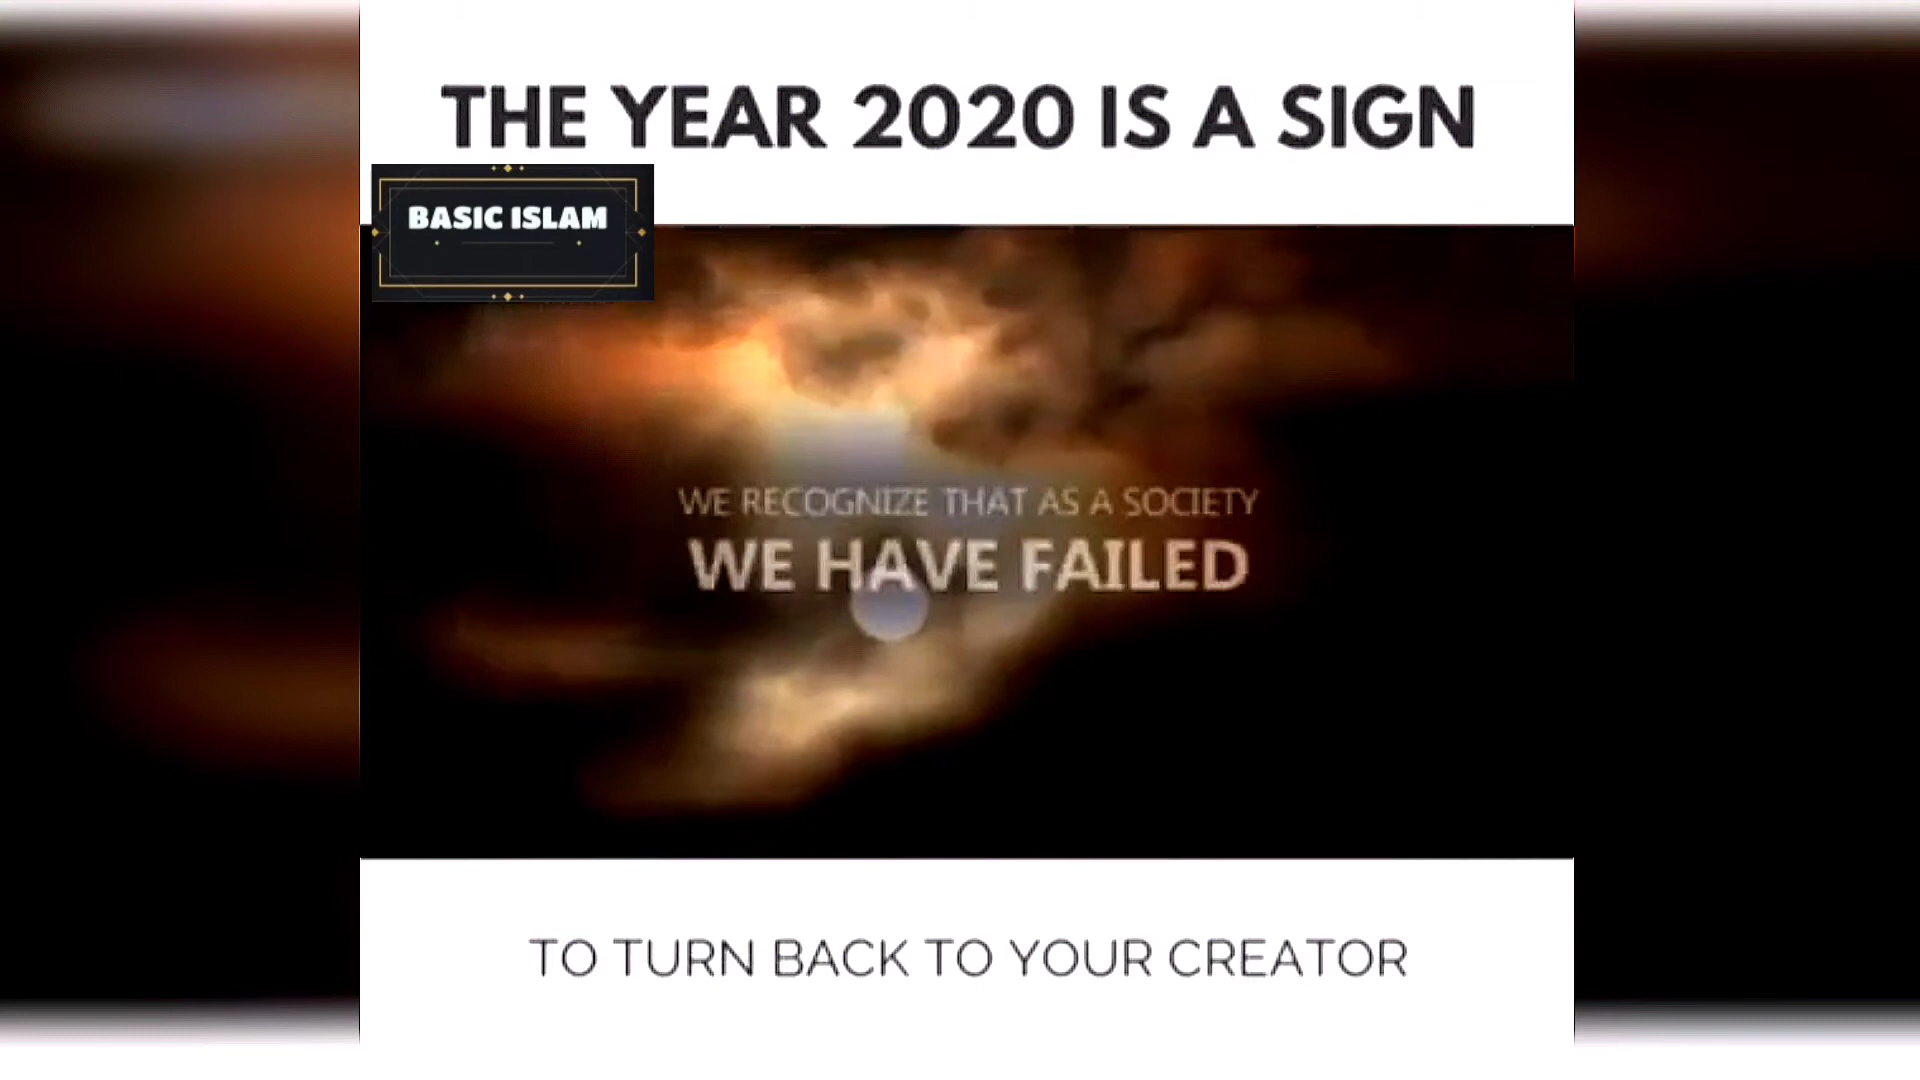 THE YEAR 2020 IS A SIGN
BASIC ISLAM
WE RECOGNIZE THAT AS A SOCIETY
WE HAVE FAILED
TO TURN BACK TO YOUR CREATOR